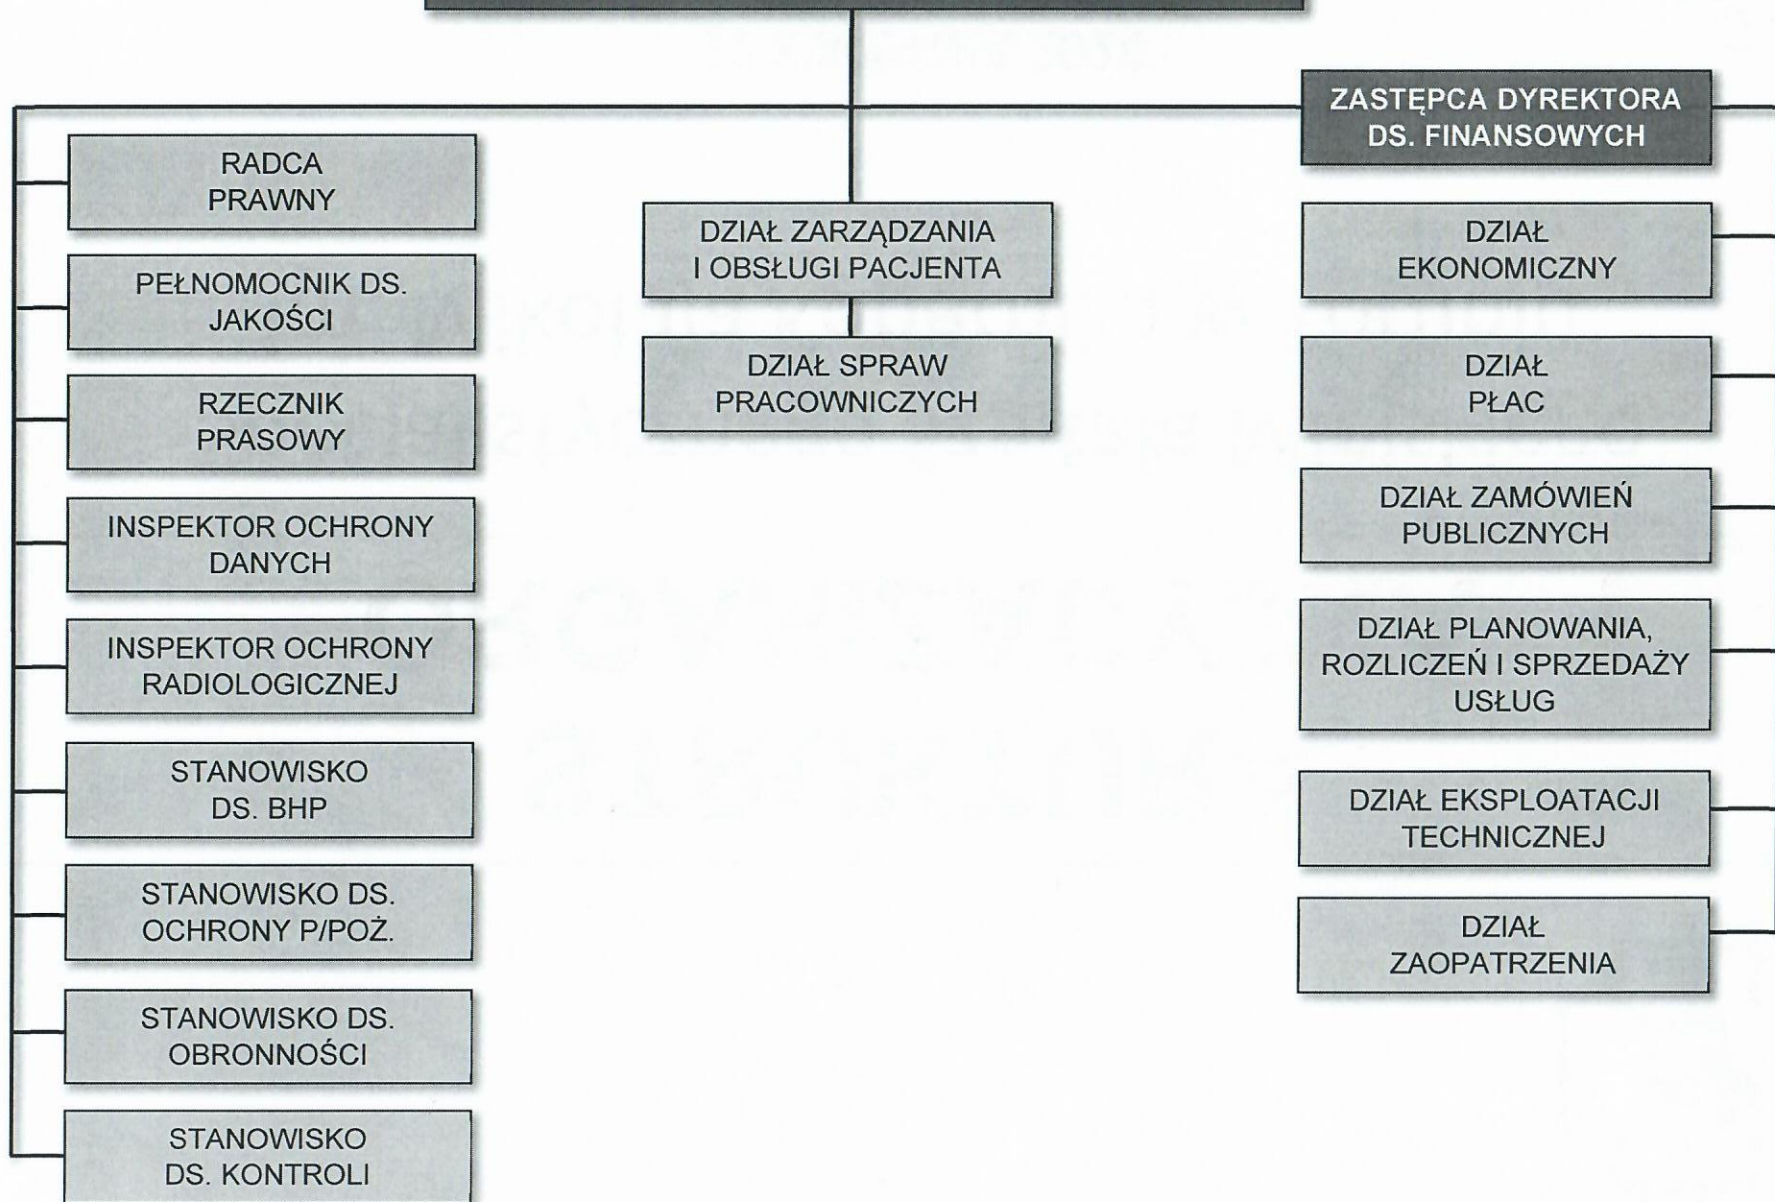 ZASTĘPCA DYREKTORA
DS. FINANSOWYCH
RADCA
PRAWNY
PEŁNOMOCNIK DS.
JAKOŚCI
RZECZNIK
PRASOWY
INSPEKTOR OCHRONY
DANYCH
INSPEKTOR OCHRONY
RADIOLOGICZNEJ
STANOWISKO
DS. BHP
STANOWISKO DS.
OCHRONY P/POŻ.
STANOWISKO DS.
OBRONNOŚCI
STANOWISKO
DS. KONTROLI
DZIAŁ ZARZĄDZANIA
I OBSŁUGI PACJENTA
DZIAŁ SPRAW
PRACOWNICZYCH
DZIAŁ
EKONOMICZNY
DZIAŁ
PŁAC
DZIAŁ ZAMÓWIEŃ
PUBLICZNYCH
DZIAŁ PLANOWANIA,
ROZLICZEŃ I SPRZEDAŻY
USŁUG
DZIAŁ EKSPLOATACJI
TECHNICZNEJ
DZIAŁ
ZAOPATRZENIA